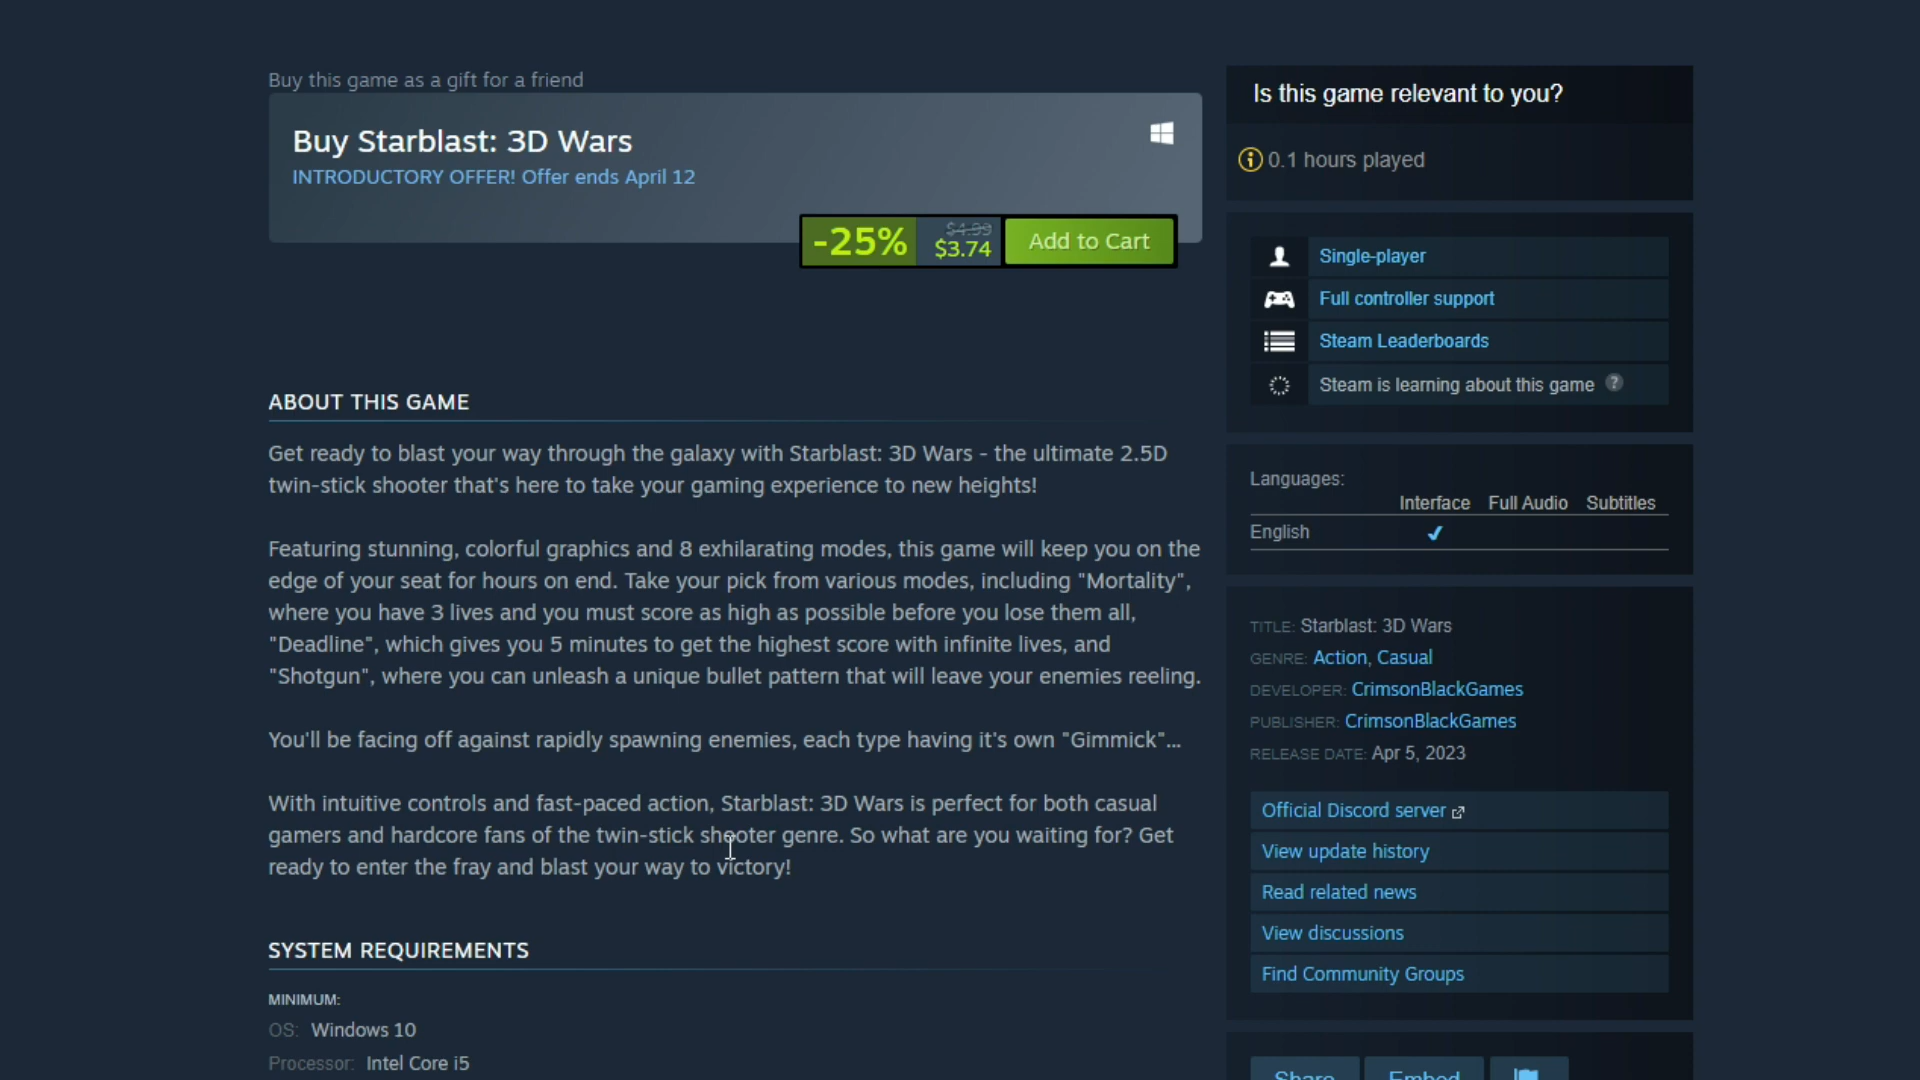 Buy this game as a gift for a friend
Buy Starblast: 3D Wars
INTRODUCTORY OFFER! Offer ends April 12
-25%
$4.99
$3.74
Add to Cart
ABOUT THIS GAME
Get ready to blast your way through the galaxy with Starblast: 3D Wars - the ultimate 2.5D
twin-stick shooter that's here to take your gaming experience to new heights!
Featuring stunning, colorful graphics and 8 exhilarating modes, this game will keep you on the
edge of your seat for hours on end. Take your pick from various modes, including "Mortality",
where you have 3 lives and you must score as high as possible before you lose them all,
"Deadline", which gives you 5 minutes to get the highest score with infinite lives, and
"Shotgun", where you can unleash a unique bullet pattern that will leave your enemies reeling.
You'll be facing off against rapidly spawning enemies, each type having it's own "Gimmick"...
With intuitive controls and fast-paced action, Starblast: 3D Wars is perfect for both casual
gamers and hardcore fans of the twin-stick shooter genre. So what are you waiting for? Get
ready to enter the fray and blast your way to victory!
SYSTEM REQUIREMENTS
MINIMUM:
OS: Windows 10
Processor: Intel Core i5
Is this game relevant to you?
0.1 hours played
Single-player
Full controller support
Steam Leaderboards
Steam is learning about this game ?
Languages:
Interface Full Audio Subtitles
English
TITLE: Starblast: 3D Wars
GENRE: Action, Casual
DEVELOPER: CrimsonBlackGames
PUBLISHER: CrimsonBlackGames
RELEASE DATE: Apr 5, 2023
Official Discord server
View update history
Read related news
View discussions
Find Community Groups
Share Embed